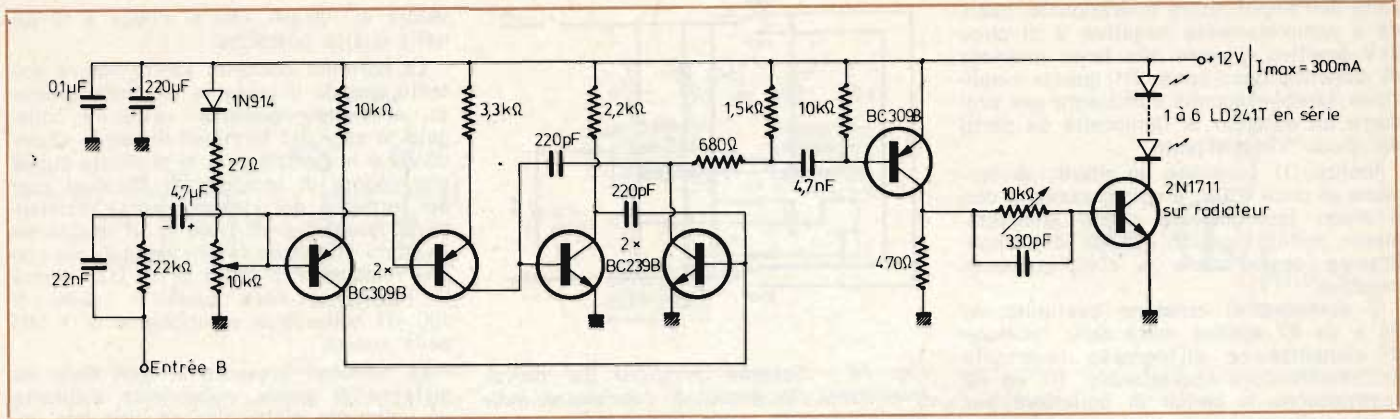 0,1µF
220µF
+
1N914
27Ω
4,7µF
+
22nF
22kΩ
10kΩ
Entrée B
10kΩ
3,3kΩ
2×
BC309B
220pF
2,2kΩ
220pF
2×
BC239B
680Ω
1,5kΩ
10kΩ
4,7nF
BC309B
470Ω
10kΩ
330pF
+12V
Imax=300mA
1 à 6 LD241T en série
2N1711
sur radiateur